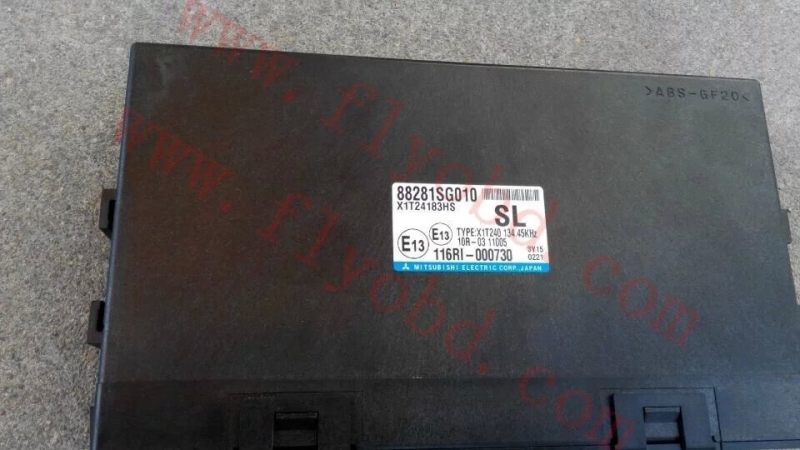 >ABS-GF20<
88281SG010
X1T24183HS
SL
TYPE:X1T240 134.45KHz
E13
E13
10R-03 11005
116RI-000730
SY15
0221
MITSUBISHI ELECTRIC CORP.,JAPAN
www.flyobd.com
www.flyobd.com